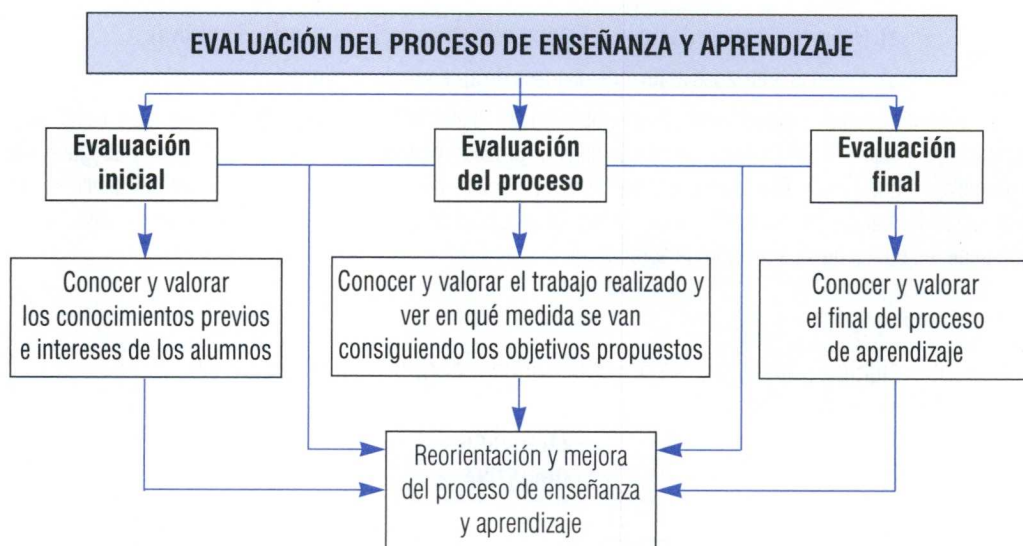 EVALUACIÓN DEL PROCESO DE ENSEÑANZA Y APRENDIZAJE
Evaluación
inicial
Evaluación
del proceso
Evaluación
final
Conocer y valorar
los conocimientos previos
e intereses de los alumnos
Conocer y valorar el trabajo realizado y
ver en qué medida se van
consiguiendo los objetivos propuestos
Conocer y valorar
el final del proceso
de aprendizaje
Reorientación y mejora
del proceso de enseñanza
y aprendizaje